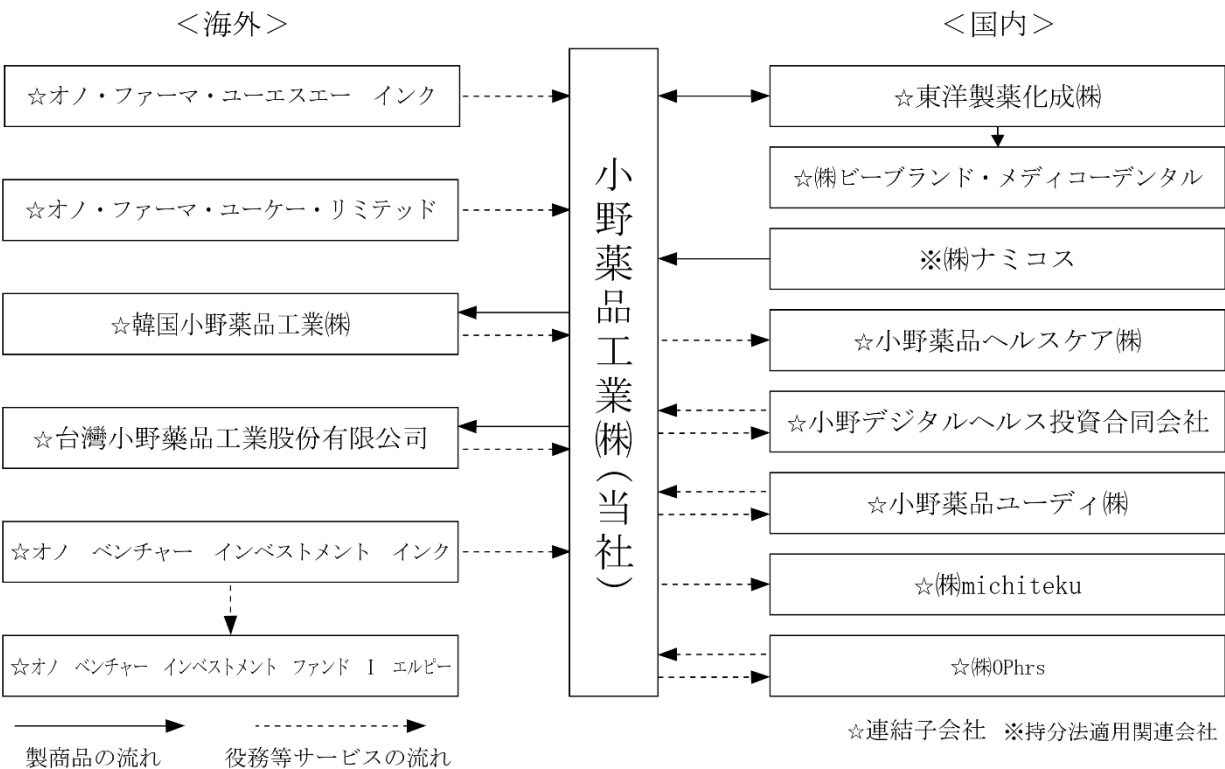 ＜海外＞
☆オノ・ファーマ・ユーエスエー　インク
☆オノ・ファーマ・ユーケー・リミテッド
☆韓国小野薬品工業㈱
☆台灣小野藥品工業股份有限公司
☆オノ　ベンチャー　インベストメント　インク
☆オノ　ベンチャー　インベストメント　ファンド　Ⅰ　エルピー
小野薬品工業㈱（当社）
＜国内＞
☆東洋製薬化成㈱
☆㈱ビーブランド・メディコーデンタル
※㈱ナミコス
☆小野薬品ヘルスケア㈱
☆小野デジタルヘルス投資合同会社
☆小野薬品ユーディ㈱
☆㈱michiteku
☆㈱OPhrs
製商品の流れ
役務等サービスの流れ
☆連結子会社　※持分法適用関連会社